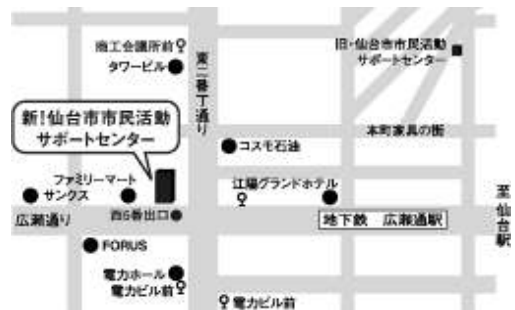 商工会議所前
タワービル
東二番丁通り
旧・仙台市市民活動
サポートセンター
新!仙台市市民活動
サポートセンター
コスモ石油
本町家具の街
ファミリーマート
サンクス
江陽グランドホテル
西5番出口
広瀬通り
地下鉄 広瀬通駅
至仙台駅
FORUS
電力ホール
電力ビル前
電力ビル前